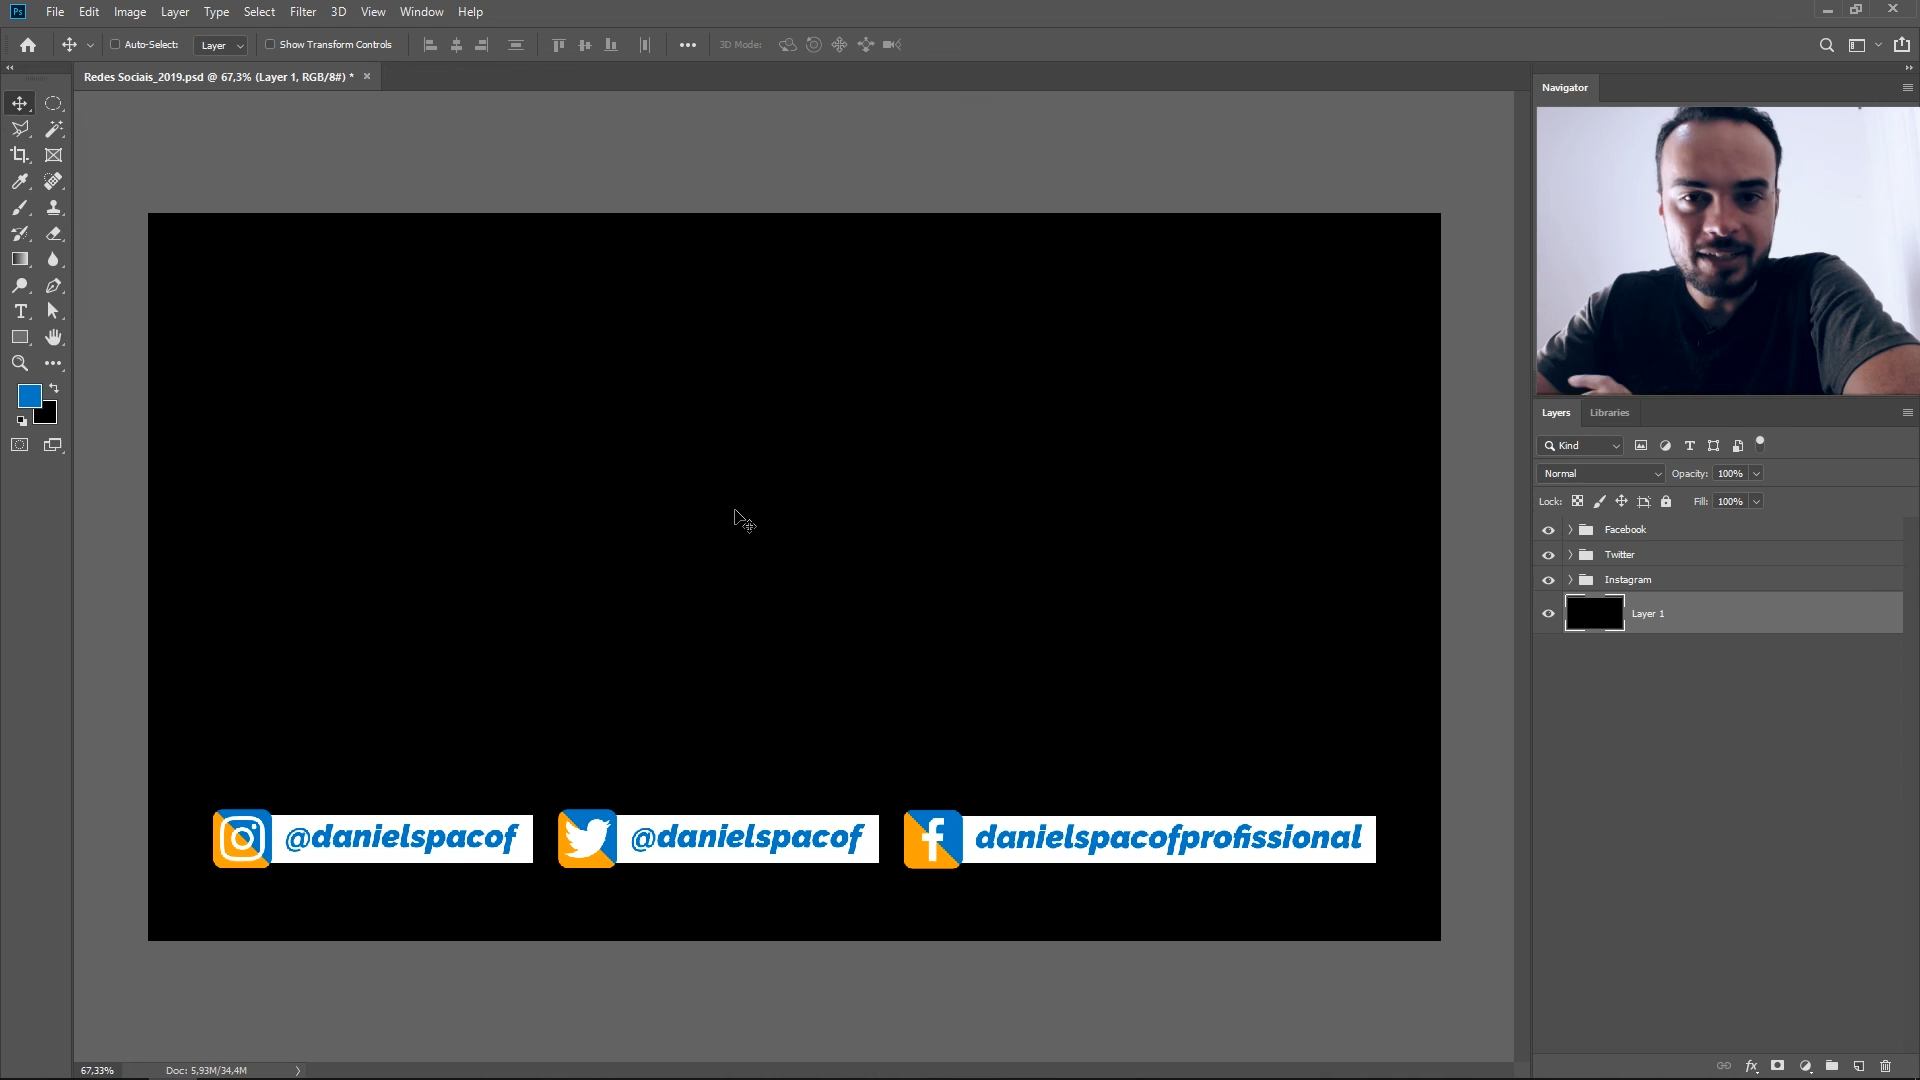 Ps File Edit Image Layer Type Select Filter 3D View Window Help
Auto-Select: Layer Show Transform Controls 3D Mode:
Redes Sociais_2019.psd @ 67,3% (Layer 1, RGB/8#) *
Navigator
Layers Libraries
Kind
Normal Opacity: 100%
Lock: Fill: 100%
Facebook
Twitter
Instagram
Layer 1
@danielspacof @danielspacof danielspacofprofissional
67,33% Doc: 5,93M/34,4M